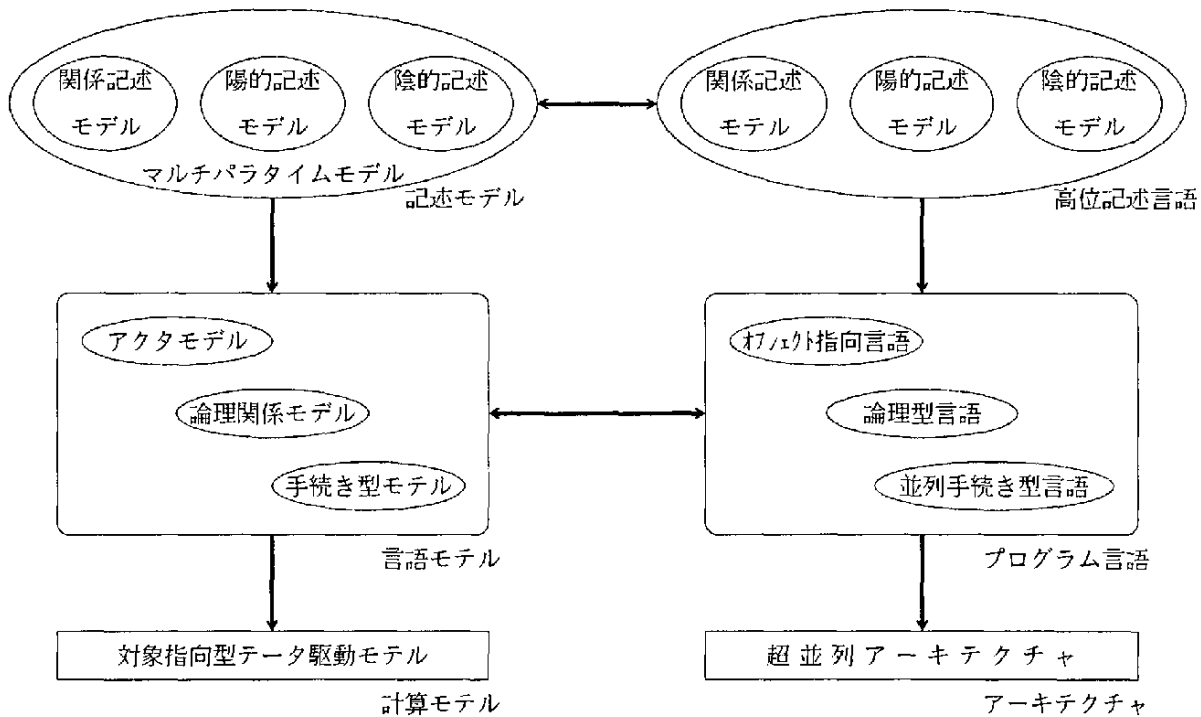 関係記述
モデル
陽的記述
モデル
陰的記述
モデル
マルチパラタイムモデル
記述モデル
関係記述
モテル
陽的記述
モデル
陰的記述
モデル
高位記述言語
アクタモデル
論理関係モデル
手続き型モテル
言語モテル
オブェクト指向言語
論理型言語
並列手続き型言語
プログラム言語
対象指向型テータ駆動モデル
計算モデル
超並列アーキテクチャ
アーキテクチャ